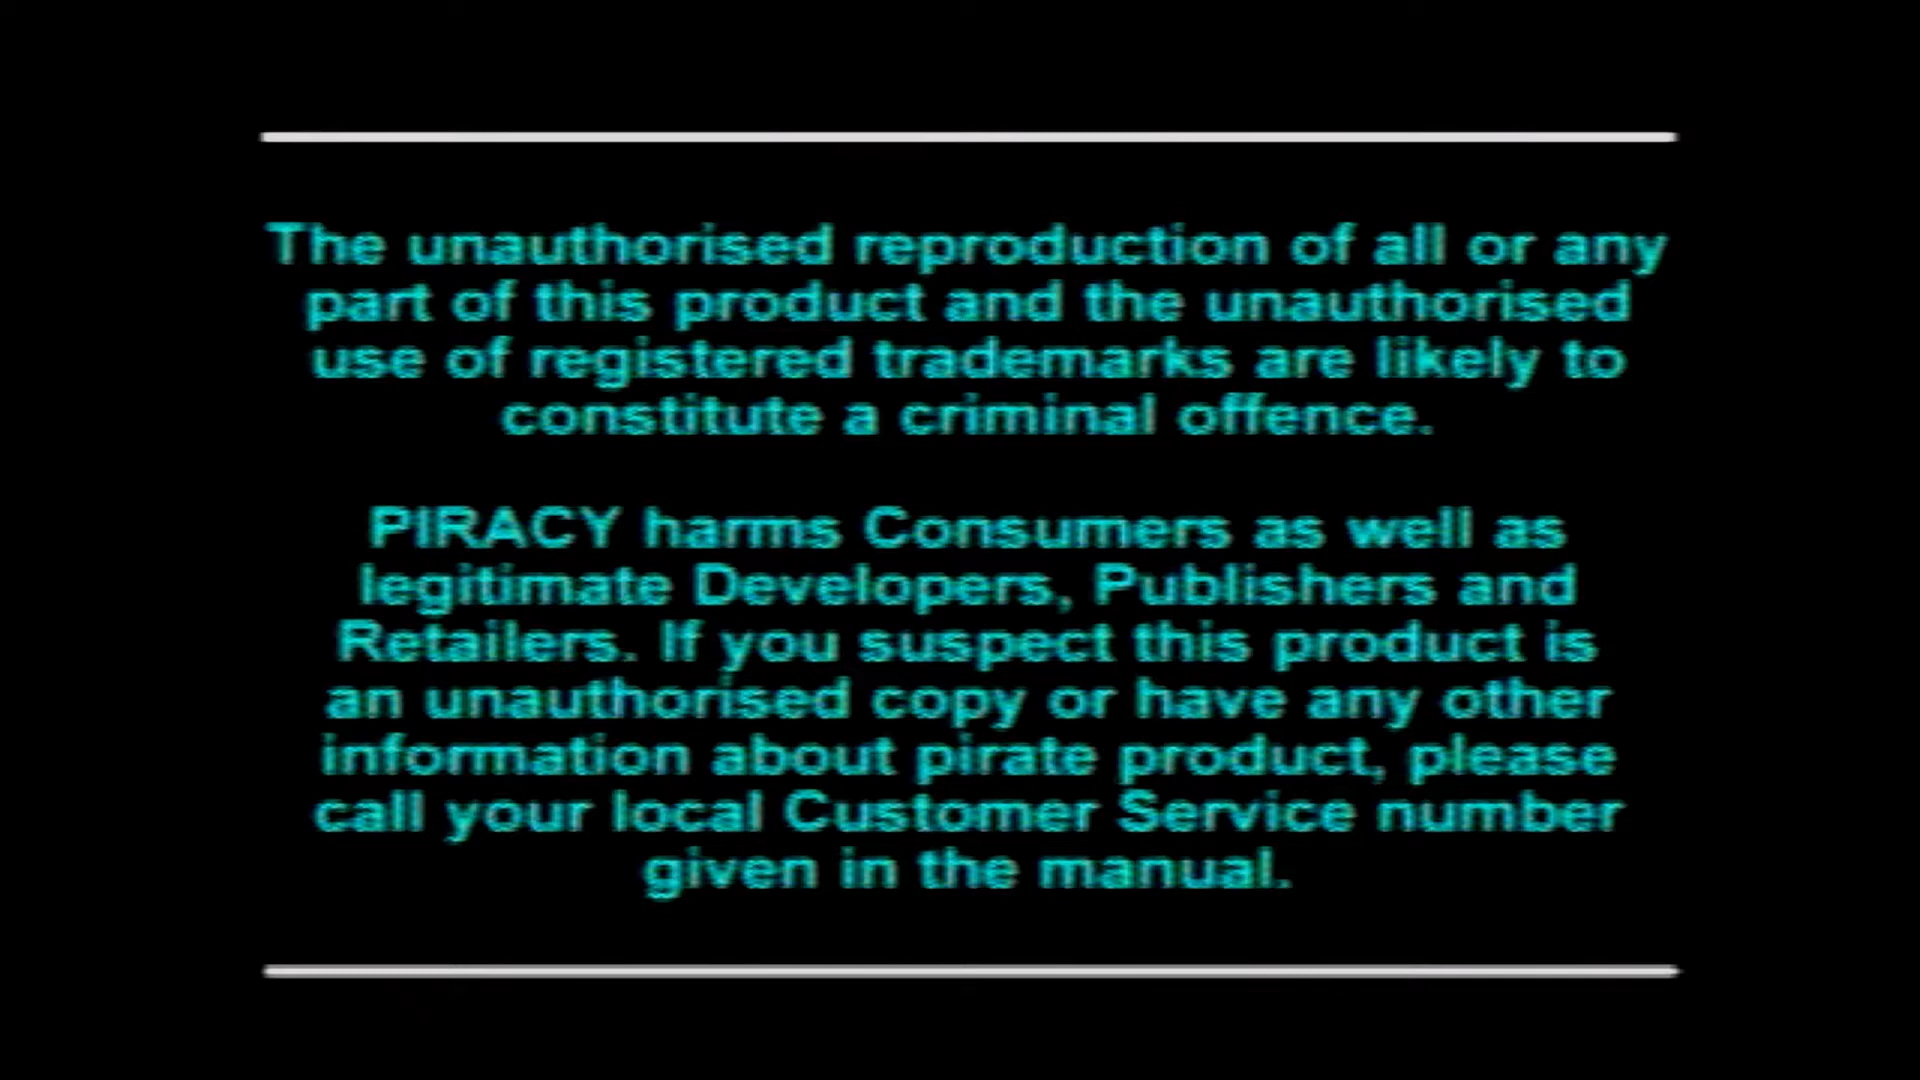 The unauthorised reproduction of all or any
part of this product and the unauthorised
use of registered trademarks are likely to
constitute a criminal offence.
PIRACY harms Consumers as well as
legitimate Developers, Publishers and
Retailers. If you suspect this product is
an unauthorised copy or have any other
information about pirate product, please
call your local Customer Service number
given in the manual.